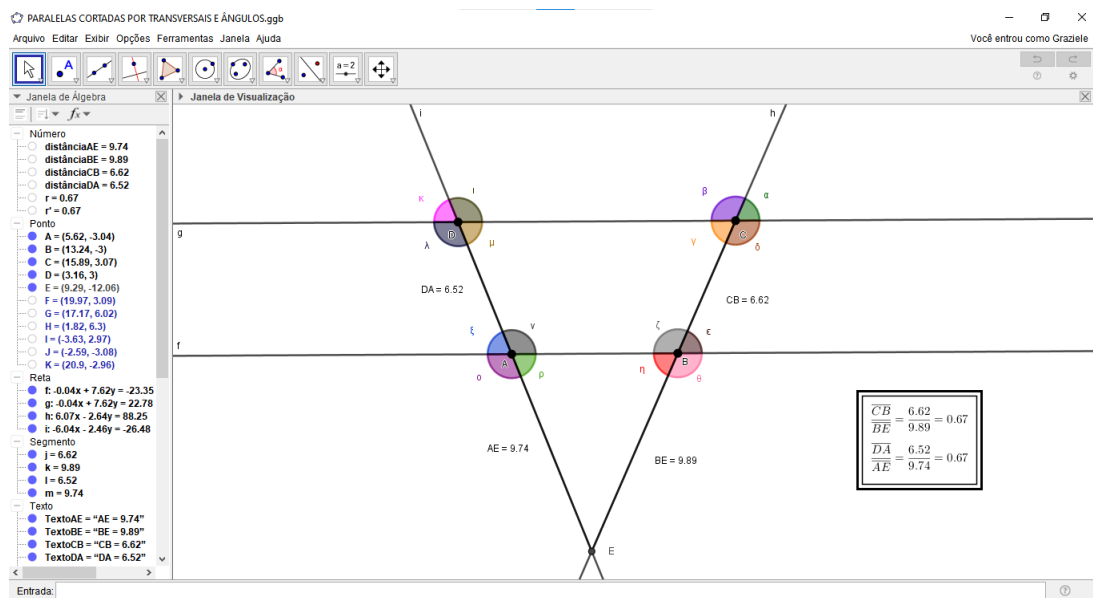 PARALELAS CORTADAS POR TRANSVERSAIS E ÂNGULOS.ggb
Arquivo Editar Exibir Opções Ferramentas Janela Ajuda
Você entrou como Graziele
A
α
a = 2
Janela de Álgebra
Janela de Visualização
fx
Número
distânciaAE = 9.74
distânciaBE = 9.89
distânciaCB = 6.62
distânciaDA = 6.52
r = 0.67
r' = 0.67
Ponto
A = (5.62, -3.04)
B = (13.24, -3)
C = (15.89, 3.07)
D = (3.16, 3)
E = (9.29, -12.06)
F = (19.97, 3.09)
G = (17.17, 6.02)
H = (1.82, 6.3)
I = (-3.63, 2.97)
J = (-2.59, -3.08)
K = (20.9, -2.96)
Reta
f: -0.04x + 7.62y = -23.35
g: -0.04x + 7.62y = 22.78
h: 6.07x - 2.64y = 88.25
i: -6.04x - 2.46y = -26.48
Segmento
j = 6.62
k = 9.89
l = 6.52
m = 9.74
Texto
TextoAE = “AE = 9.74”
TextoBE = “BE = 9.89”
TextoCB = “CB = 6.62”
TextoDA = “DA = 6.52”
i
h
κ ι
β α
g
D
C
λ μ
γ δ
DA = 6.52
CB = 6.62
ξ ν
ζ ε
f
A
B
ο ρ
η θ
AE = 9.74
BE = 9.89
E
CB/BE = 6.62/9.89 = 0.67
DA/AE = 6.52/9.74 = 0.67
Entrada: